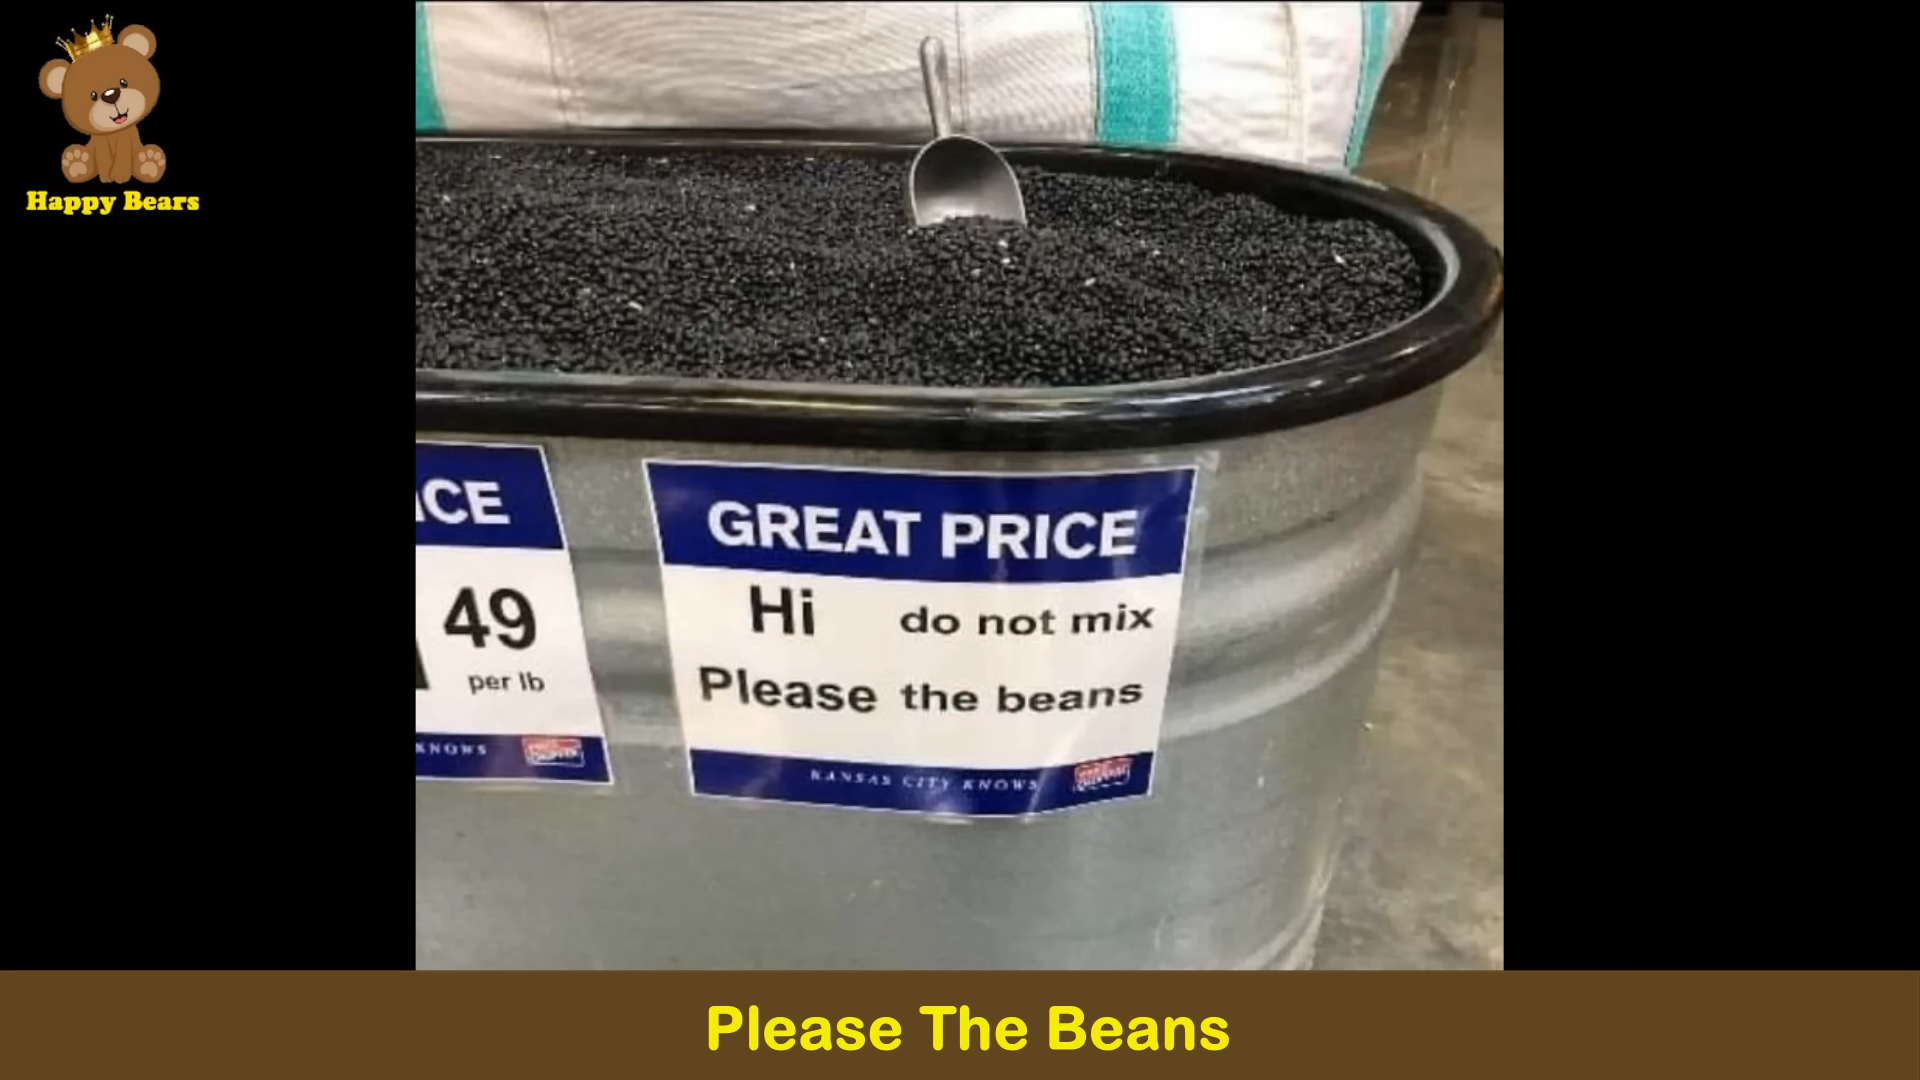 Happy Bears
ICE
49
per lb
KNOWS
GREAT PRICE
Hi do not mix
Please the beans
KANSAS CITY KNOWS
Please The Beans